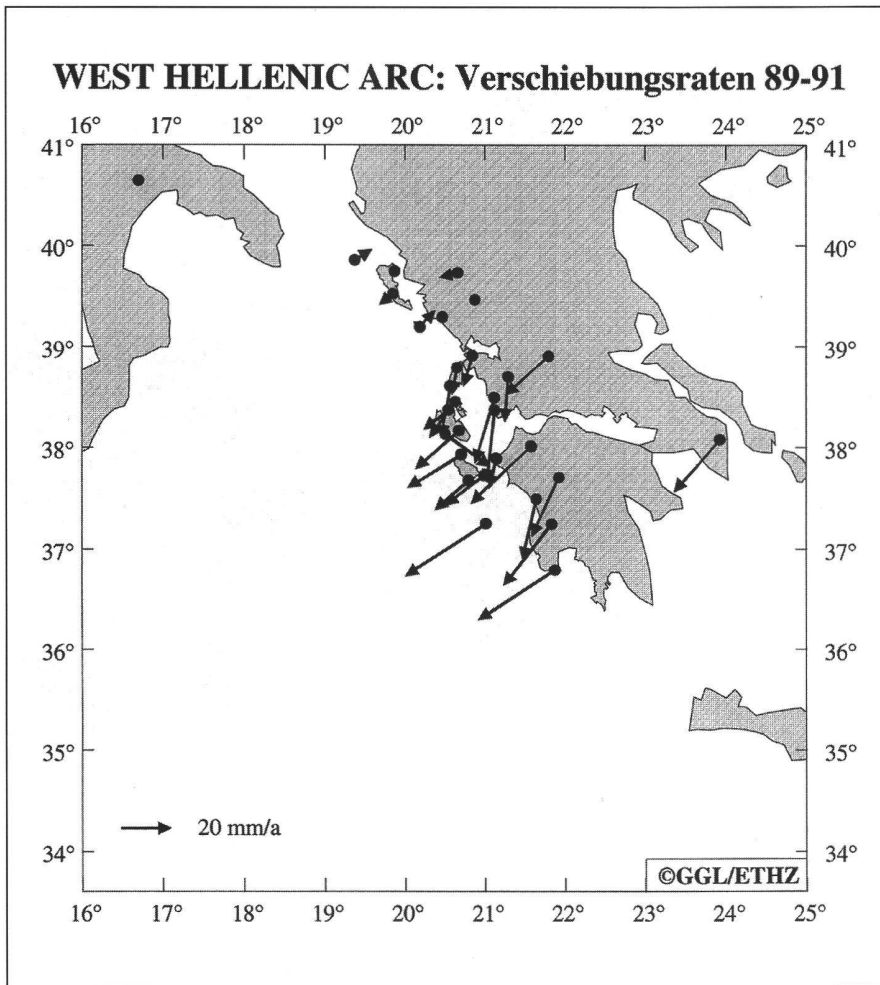 WEST HELLENIC ARC: Verschiebungsraten 89-91
16° 17° 19° 20° 21° 22° 23° 24° 25°
41° 41°
40° 40°
39° 39°
38° 38°
37° 37°
36° 36°
35° 35°
20 mm/a
34° 34°
©GGL/ETHZ
16° 17° 18° 19° 20° 21° 22° 23° 24° 25°